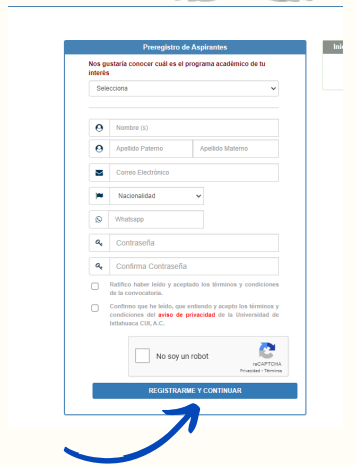 Preregistro de Aspirantes
Nos gustaría conocer cuál es el programa académico de tu
interés
Selecciona
Nombre (s)
Apellido Paterno Apellido Materno
Correo Electrónico
Nacionalidad
Whatsapp
Contraseña
Confirma Contraseña
Ratifico haber leído y aceptado los términos y condiciones
de la convocatoria.
Confirmo que he leído, que entiendo y acepto los términos y
condiciones del aviso de privacidad de la Universidad de
Ixtlahuaca CUI, A.C.
No soy un robot
reCAPTCHA
Privacidad - Términos
REGISTRARME Y CONTINUAR